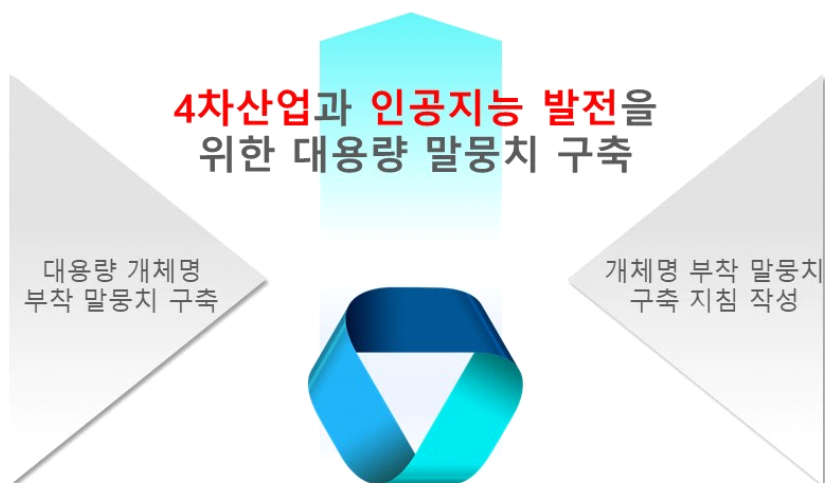 4차산업과 인공지능 발전을
위한 대용량 말뭉치 구축
대용량 개체명
부착 말뭉치 구축
개체명 부착 말뭉치
구축 지침 작성